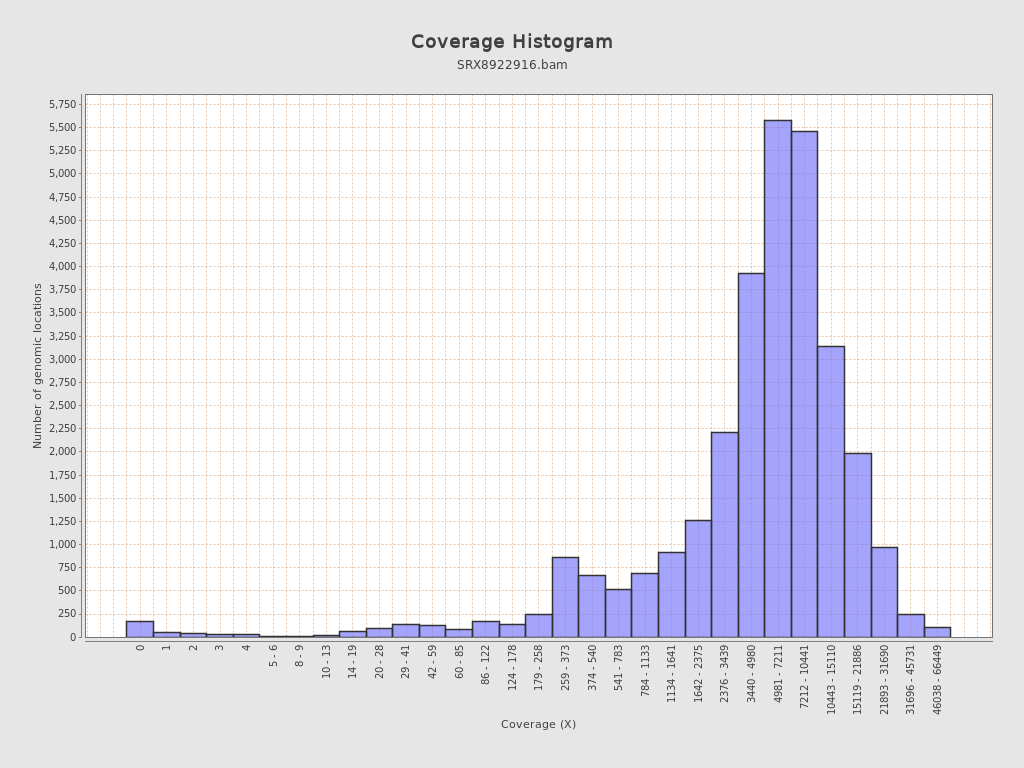 Coverage Histogram
SRX8922916.bam
Number of genomic locations
5,750
5,500
5,250
5,000
4,750
4,500
4,250
4,000
3,750
3,500
3,250
3,000
2,750
2,500
2,250
2,000
1,750
1,500
1,250
1,000
750
500
250
0
0
1
2
3
4
5 - 6
8 - 9
10 - 13
14 - 19
20 - 28
29 - 41
42 - 59
60 - 85
86 - 122
124 - 178
179 - 258
259 - 373
374 - 540
541 - 783
784 - 1133
1134 - 1641
1642 - 2375
2376 - 3439
3440 - 4980
4981 - 7211
7212 - 10441
10443 - 15110
15119 - 21886
21893 - 31690
31696 - 45731
46038 - 66449
Coverage (X)